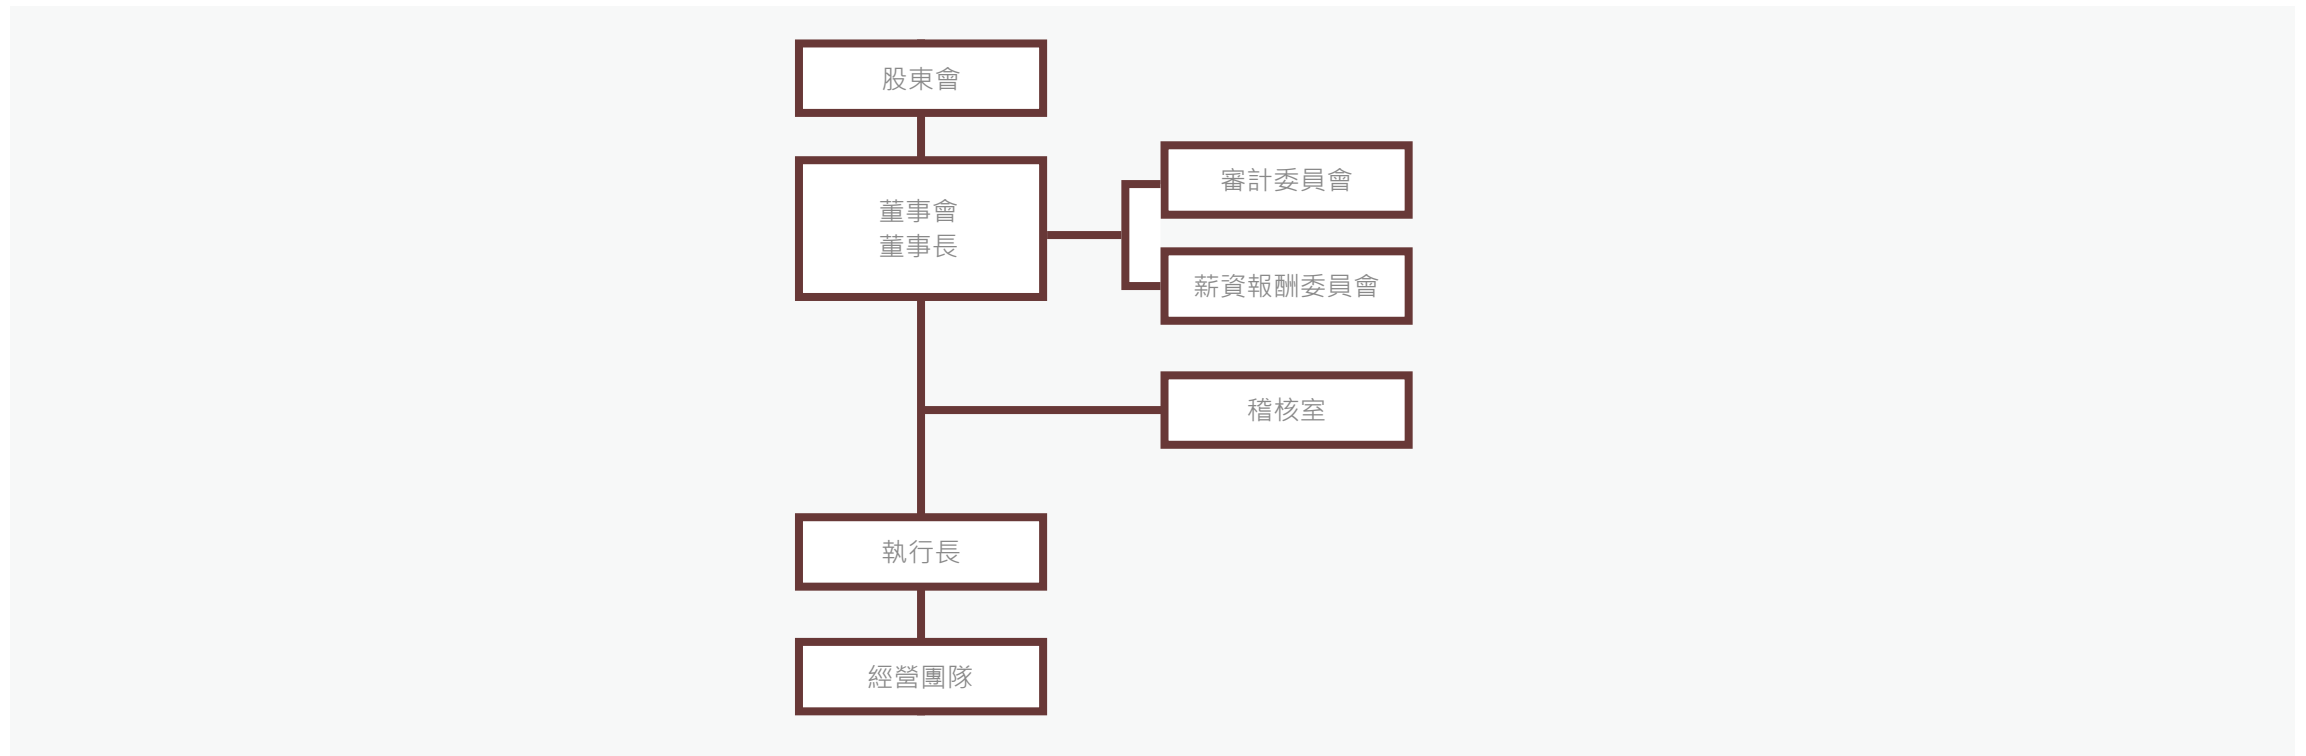 股東會
董事會
董事長
審計委員會
薪資報酬委員會
稽核室
執行長
經營團隊